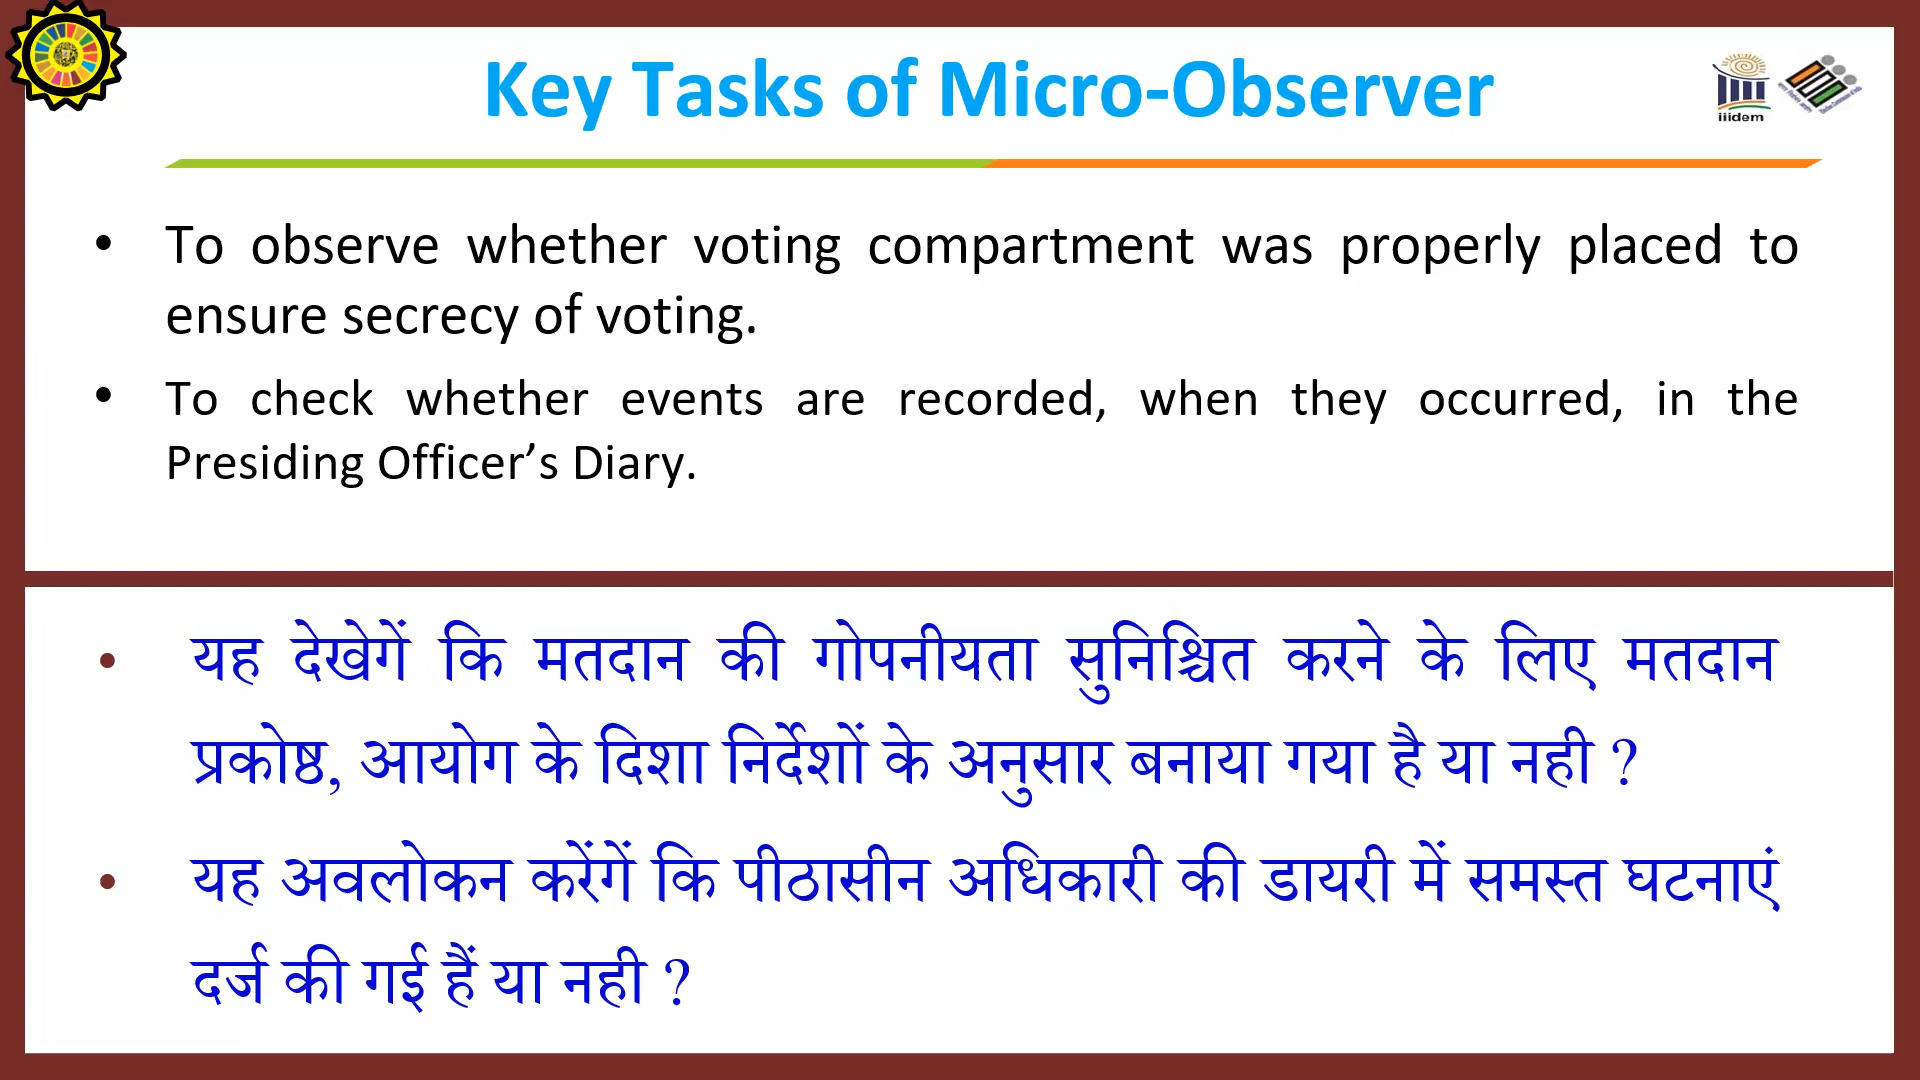 Key Tasks of Micro-Observer
iiidem
• To observe whether voting compartment was properly placed to
ensure secrecy of voting.
• To check whether events are recorded, when they occurred, in the
Presiding Officer’s Diary.
• यह देखेगें कि मतदान की गोपनीयता सुनिश्चित करने के लिए मतदान
प्रकोष्ठ, आयोग के दिशा निर्देशों के अनुसार बनाया गया है या नही ?
• यह अवलोकन करेंगें कि पीठासीन अधिकारी की डायरी में समस्त घटनाएं
दर्ज की गई हैं या नही ?